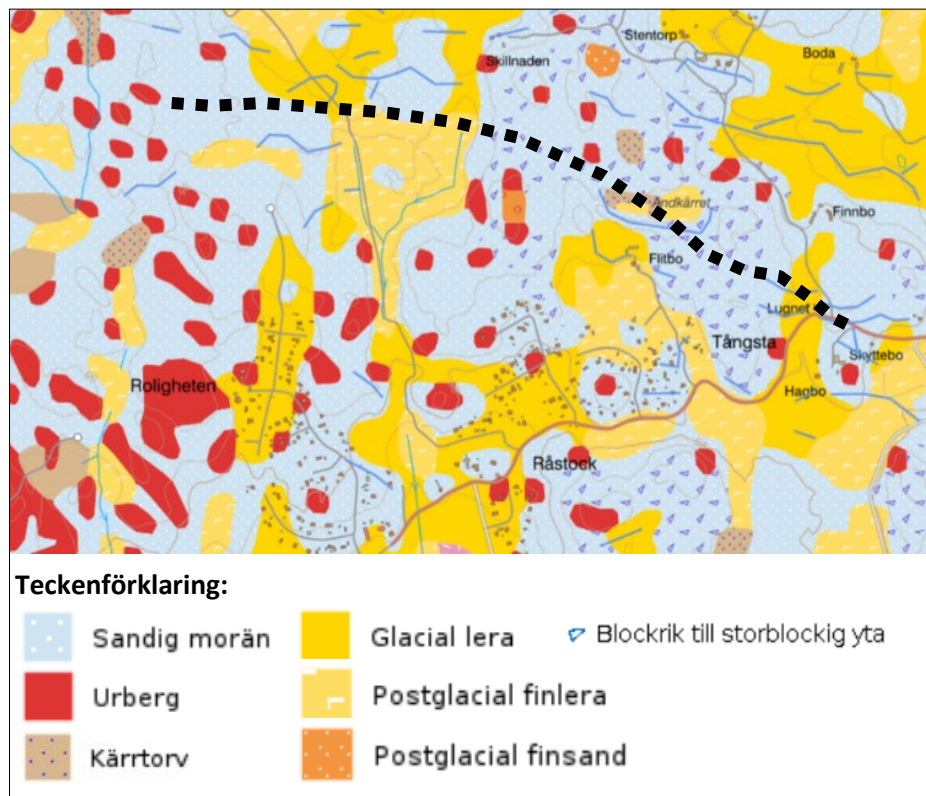 Stentorp
Boda
Skillnaden
Andkärret
Finnbo
Flitbo
Lugnet
Tångsta
Skyttebo
Roligheten
Hagbo
Råstock
Teckenförklaring:
Sandig morän
Glacial lera
Blockrik till storblockig yta
Urberg
Postglacial finlera
Kärrtorv
Postglacial finsand